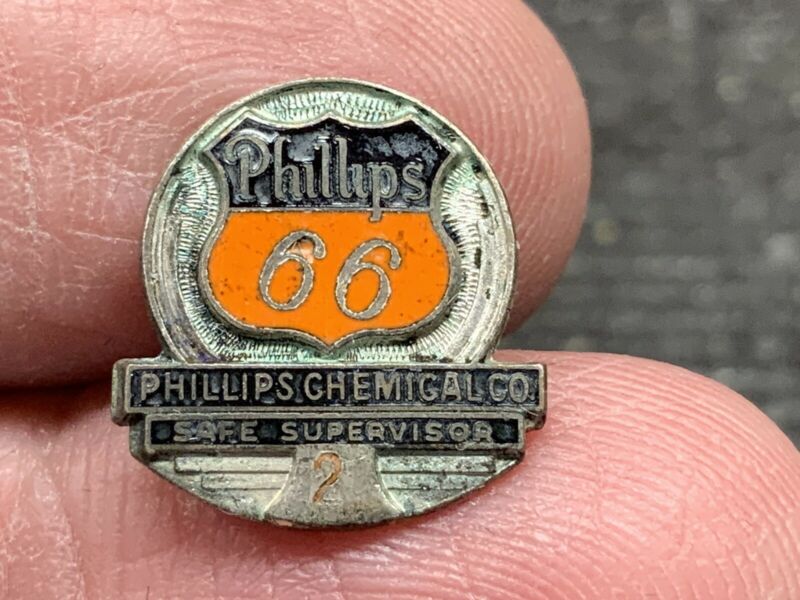 Phillips
66
PHILLIPS CHEMICAL CO.
SAFE SUPERVISOR
2